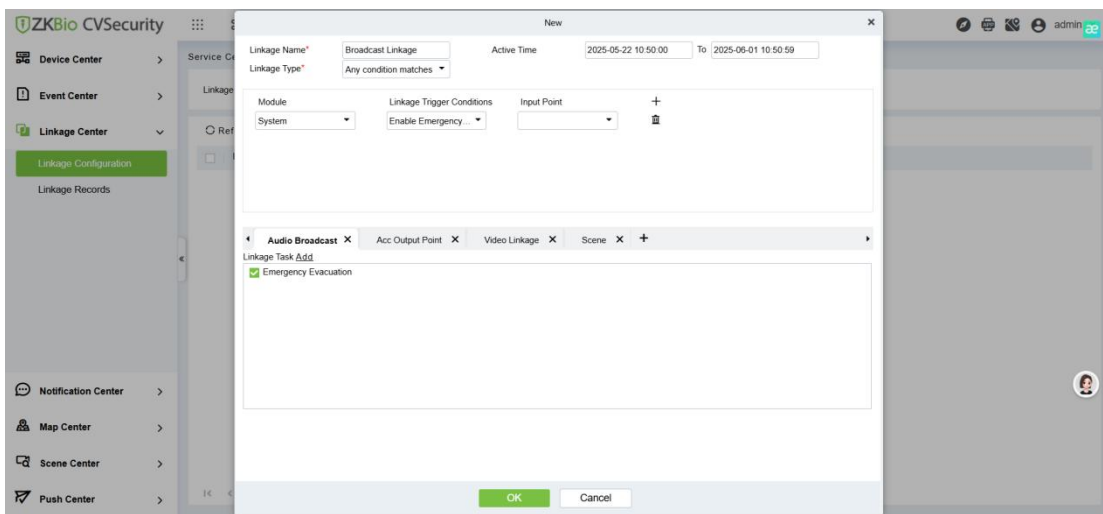 ZKBio CVSecurity
New
admin
Device Center
Service Ce
Linkage Name*
Broadcast Linkage
Active Time
2025-05-22 10:50:00
To
2025-06-01 10:50:59
Linkage Type*
Any condition matches
Event Center
Linkage
Module
Linkage Trigger Conditions
Input Point
System
Enable Emergency...
Linkage Center
Ref
Linkage Configuration
Linkage Records
Audio Broadcast
Acc Output Point
Video Linkage
Scene
Linkage Task Add
Emergency Evacuation
Notification Center
Map Center
Scene Center
Push Center
OK
Cancel